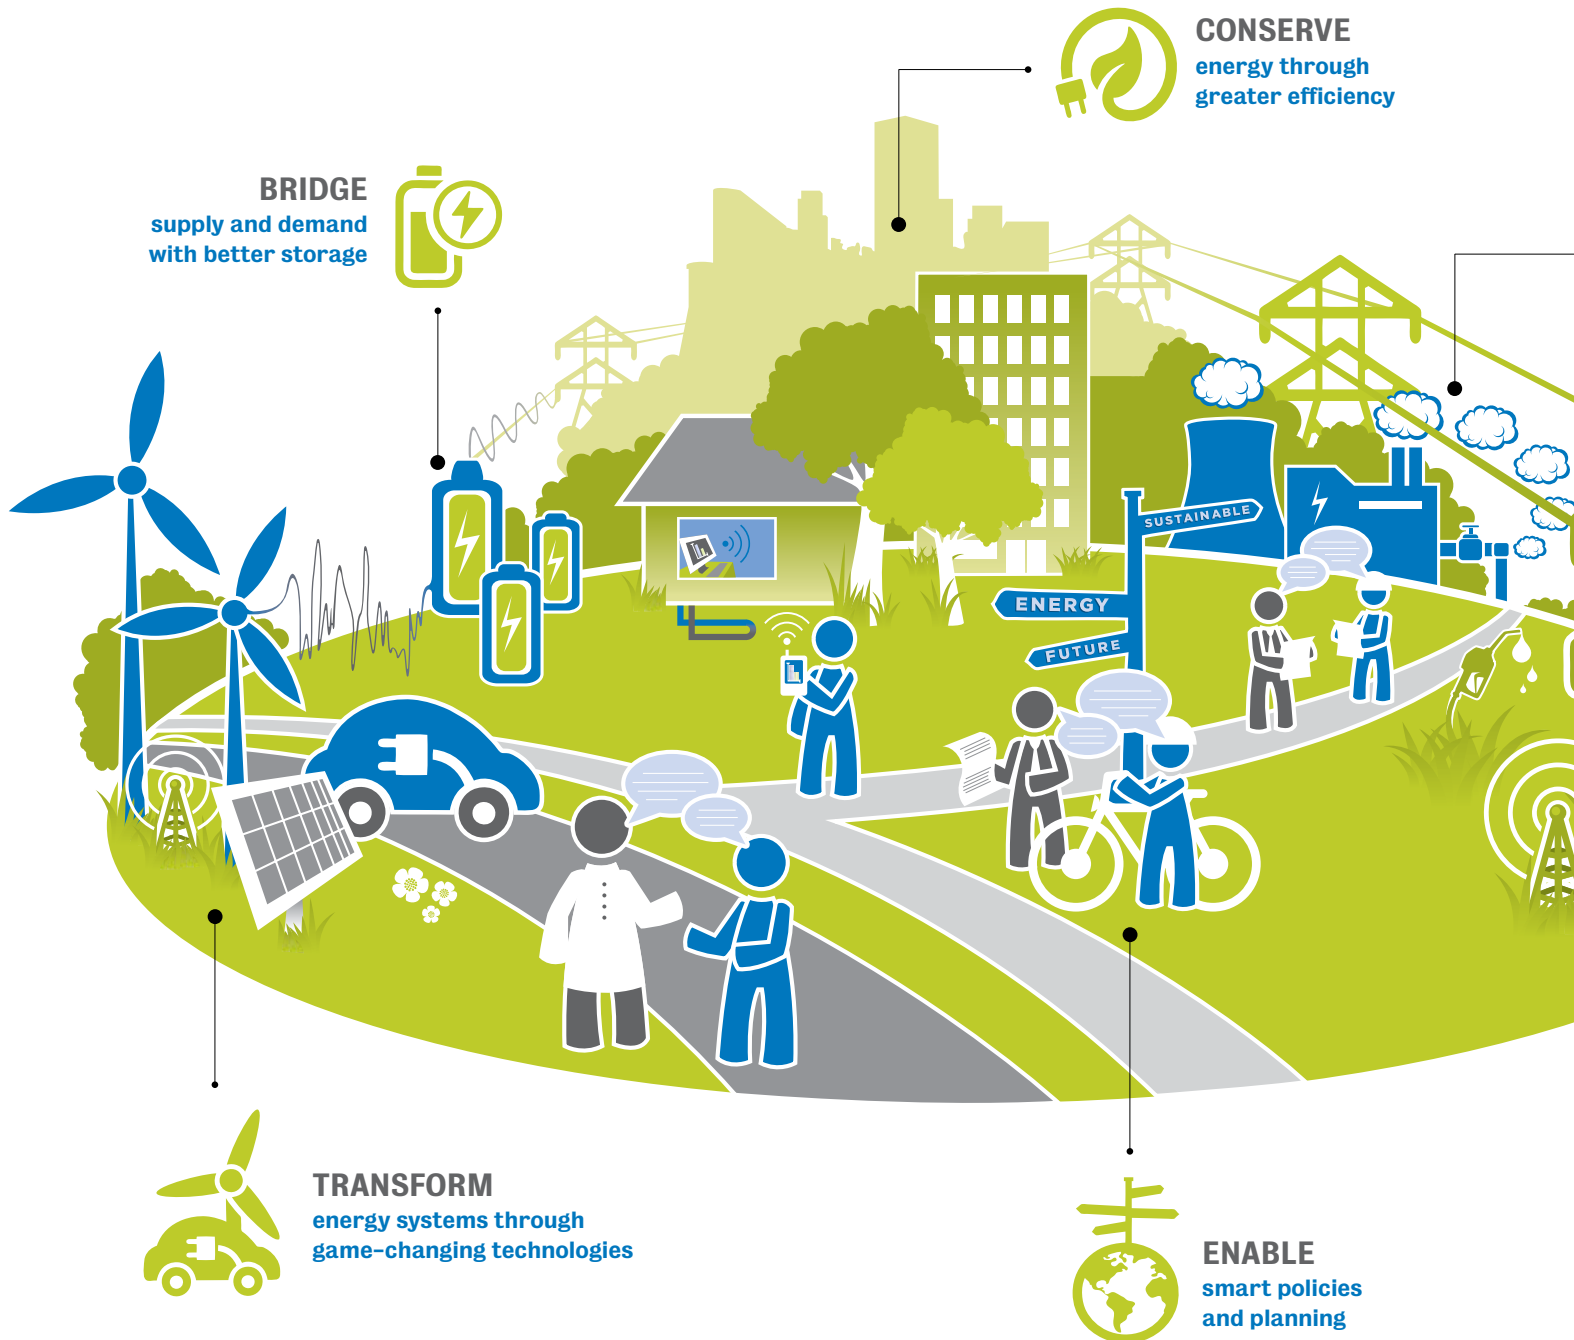 CONSERVE
energy through
greater efficiency
BRIDGE
supply and demand
with better storage
SUSTAINABLE
ENERGY
FUTURE
TRANSFORM
energy systems through
game-changing technologies
ENABLE
smart policies
and planning